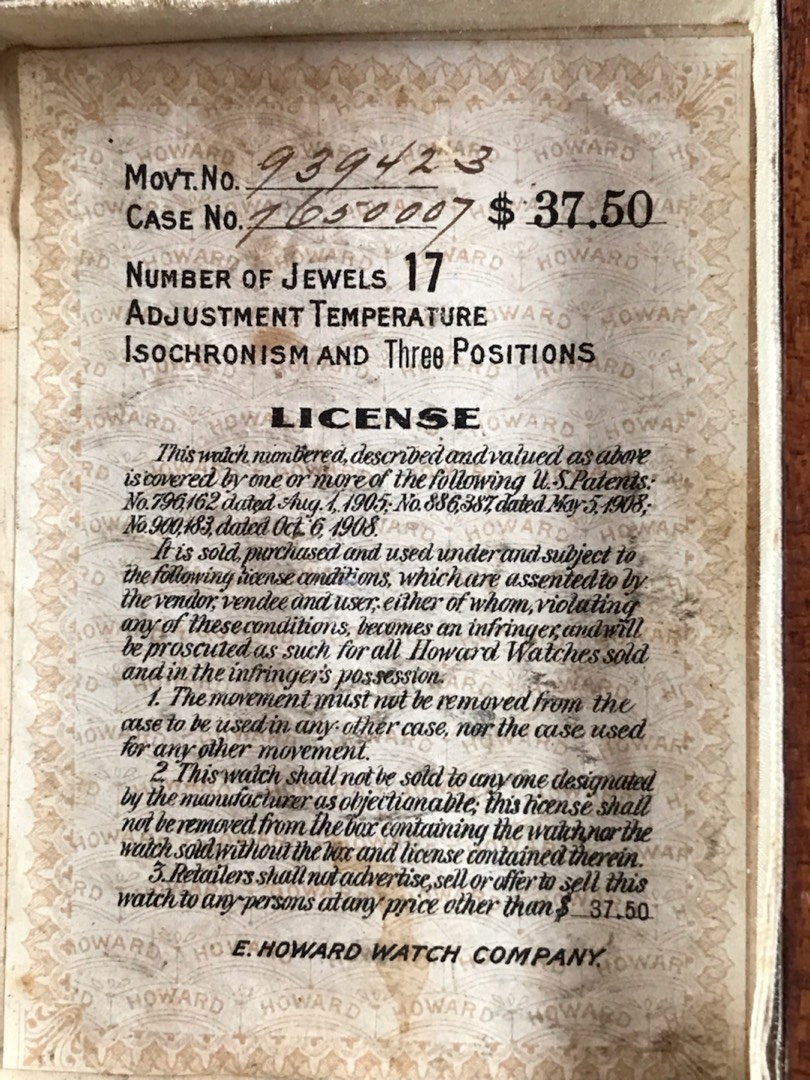 MOVT. NO. 939423
CASE NO. 7650007 $ 37.50
NUMBER OF JEWELS 17
ADJUSTMENT TEMPERATURE
ISOCHRONISM AND Three POSITIONS
LICENSE
This watch numbered, described and valued as above
is covered by one or more of the following U.S. Patents:
No. 796,162 dated Aug. 1, 1905; No. 886,387, dated May 5, 1908;
No. 900,183, dated Oct. 6, 1908.
It is sold, purchased and used under and subject to
the following license conditions, which are assented to by
the vendor, vendee and user; either of whom, violating
any of these conditions, becomes an infringer, and will
be proscuted as such for all Howard Watches sold
and in the infringer's possession.
1. The movement must not be removed from the
case to be used in any other case, nor the case used
for any other movement.
2. This watch shall not be sold to any one designated
by the manufacturer as objectionable; this license shall
not be removed from the box containing the watch, nor the
watch sold without the box and license contained therein.
3. Retailers shall not advertise, sell or offer to sell this
watch to any persons at any price other than $ 37.50
E. HOWARD WATCH COMPANY.